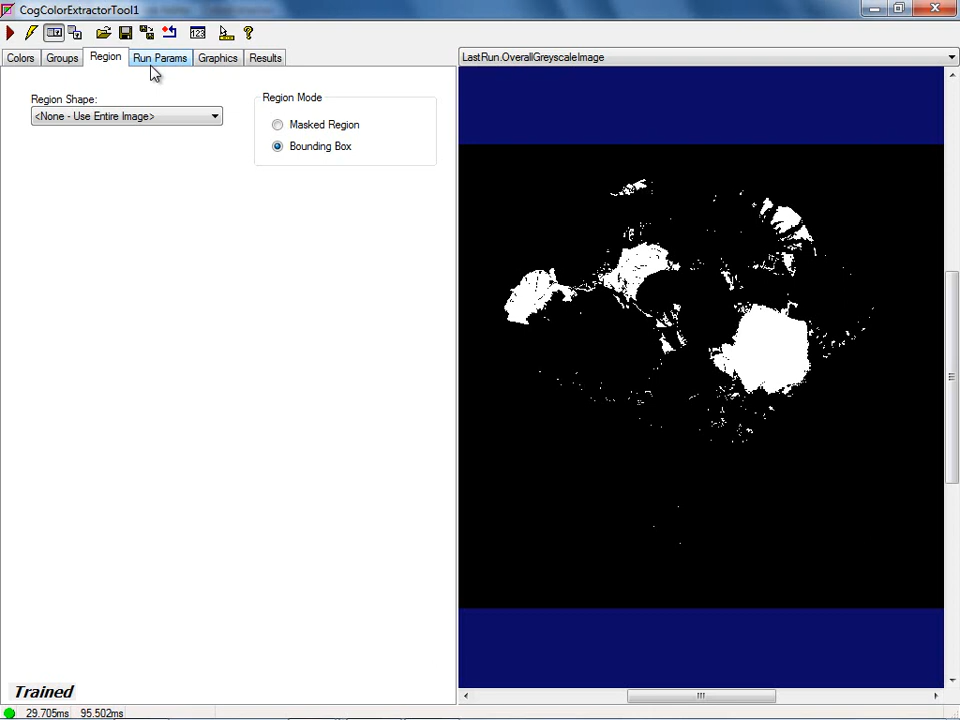 CogColorExtractorTool1
Colors Groups Region Run Params Graphics Results
LastRun.OverallGreyscaleImage
Region Shape:
<None - Use Entire Image>
Region Mode
Masked Region
Bounding Box
Trained
29.705ms 95.502ms